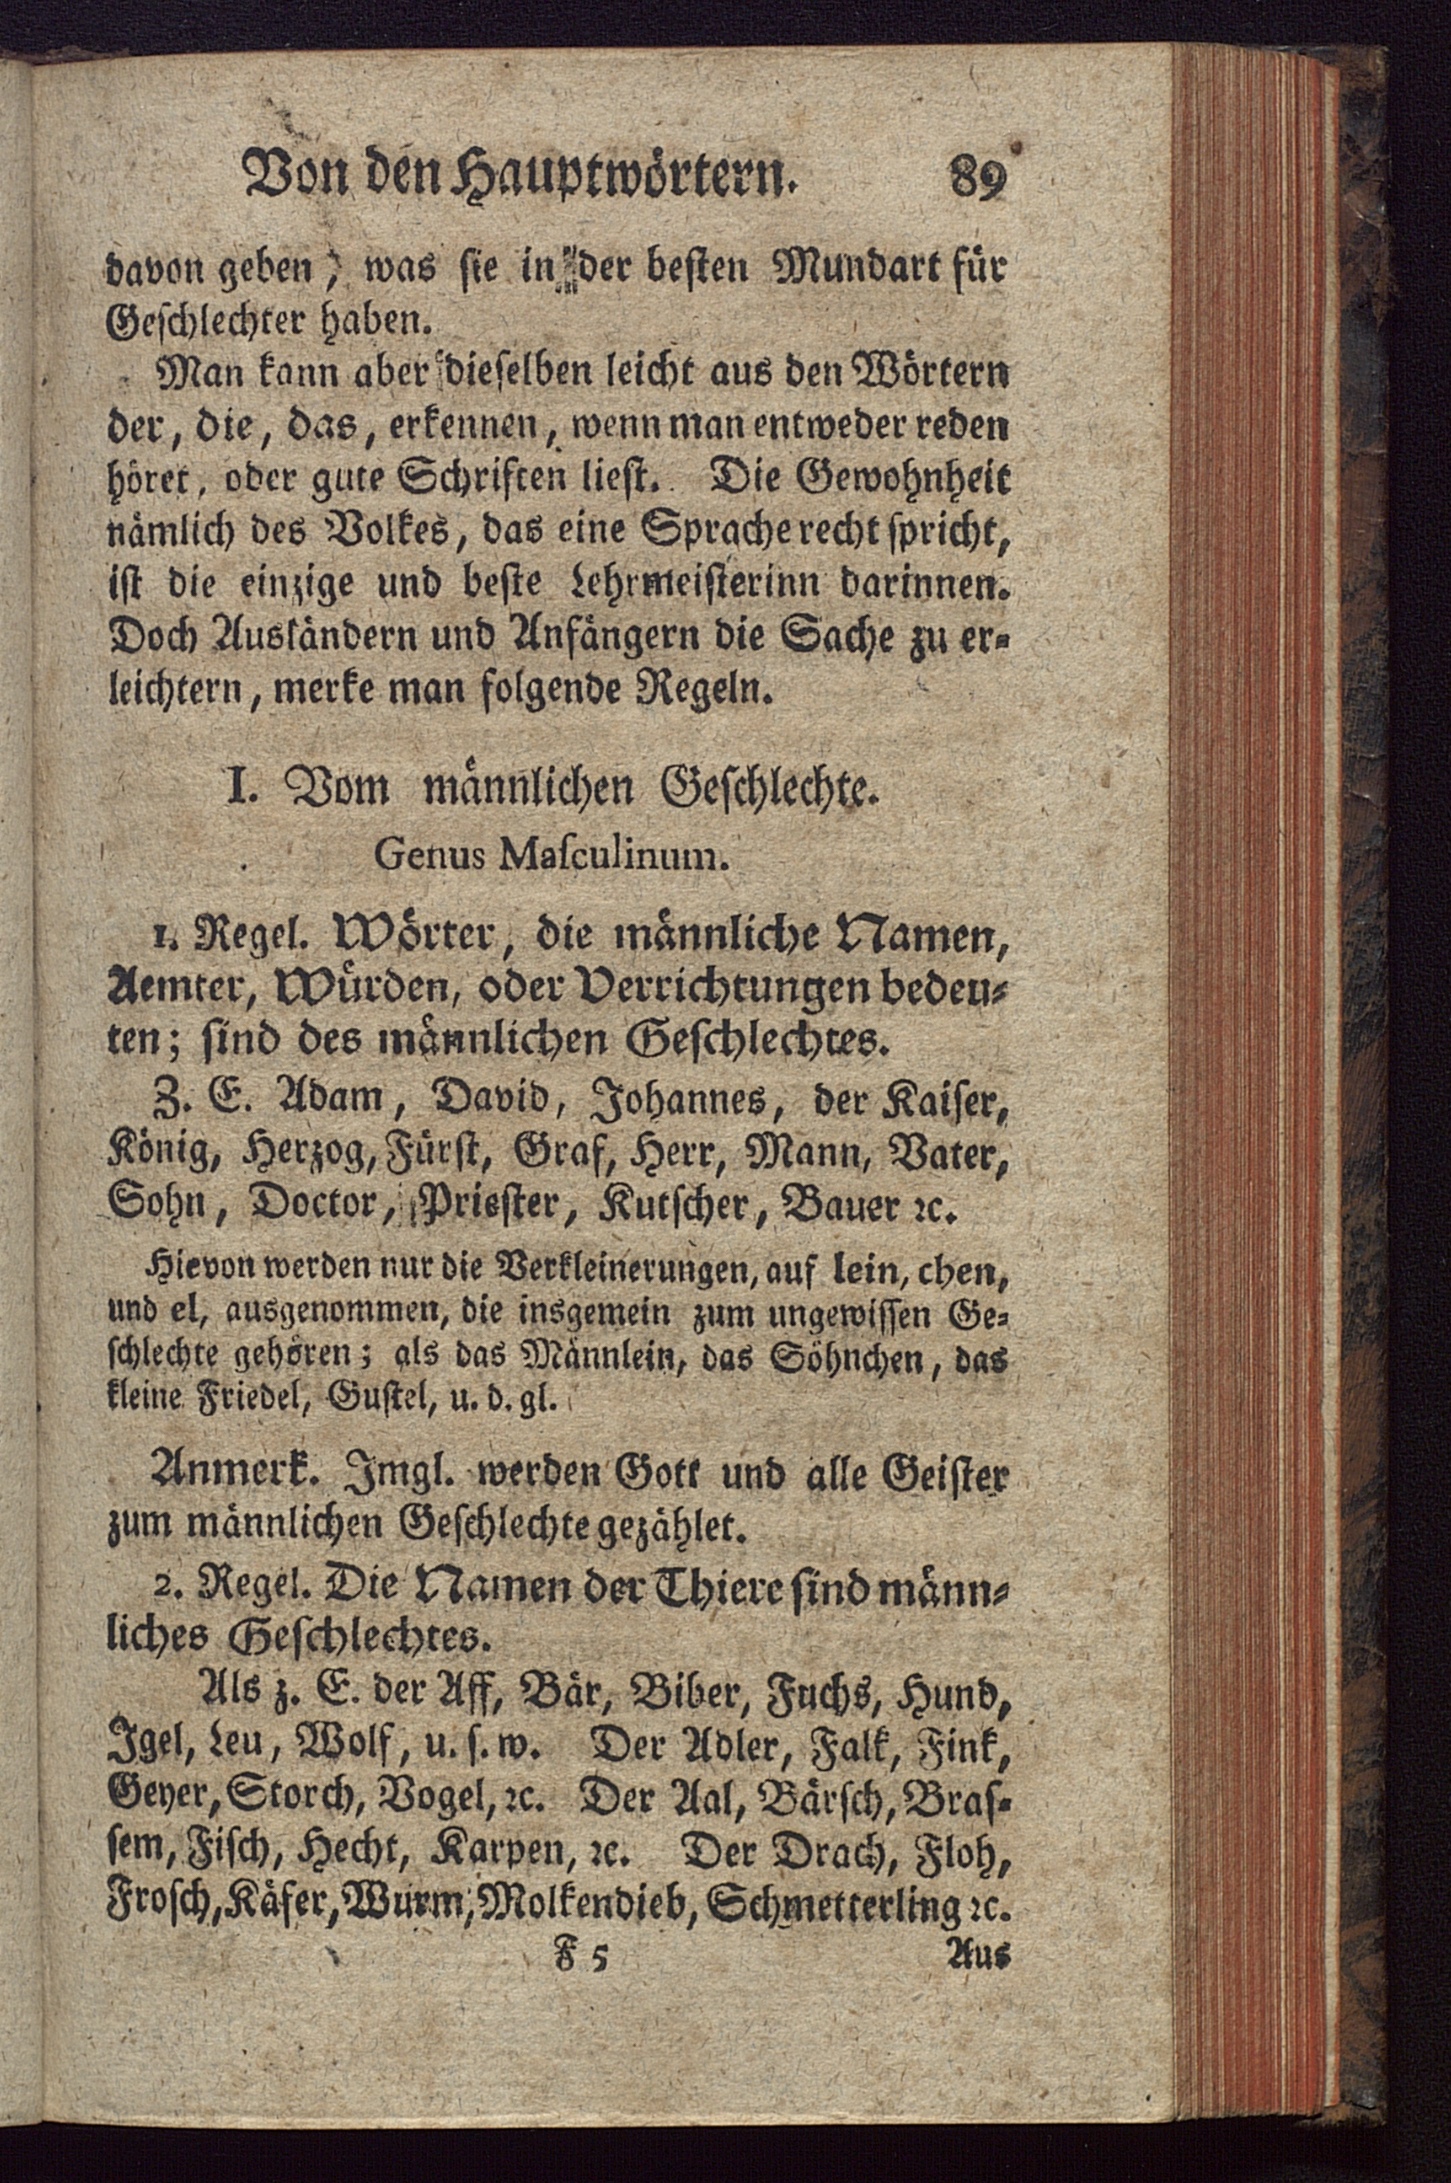 Von den Hauptwörtern. 89
davon geben, was sie in der besten Mundart für
Geschlechter haben.
Man kann aber dieselben leicht aus den Wörtern
der, die, das, erkennen, wenn man entweder reden
höret, oder gute Schriften liest. Die Gewohnheit
nämlich des Volkes, das eine Sprache recht spricht,
ist die einzige und beste Lehrmeisterinn darinnen.
Doch Ausländern und Anfängern die Sache zu er-
leichtern, merke man folgende Regeln.
I. Vom männlichen Geschlechte.
Genus Masculinum.
1. Regel. Wörter, die männliche Namen,
Aemter, Würden, oder Verrichtungen bedeu-
ten; sind des männlichen Geschlechtes.
Z. E. Adam, David, Johannes, der Kaiser,
König, Herzog, Fürst, Graf, Herr, Mann, Vater,
Sohn, Doctor, Priester, Kutscher, Bauer ꝛc.
Hievon werden nur die Verkleinerungen, auf lein, chen,
und el, ausgenommen, die insgemein zum ungewissen Ge-
schlechte gehören; als das Männlein, das Söhnchen, das
kleine Friedel, Gustel, u. d. gl.
Anmerk. Imgl. werden Gott und alle Geister
zum männlichen Geschlechte gezählet.
2. Regel. Die Namen der Thiere sind männ-
liches Geschlechtes.
Als z. E. der Aff, Bär, Biber, Fuchs, Hund,
Igel, Leu, Wolf, u. s. w. Der Adler, Falk, Fink,
Geyer, Storch, Vogel, ꝛc. Der Aal, Bärsch, Bras-
sem, Fisch, Hecht, Karpen, ꝛc. Der Drach, Floh,
Frosch, Käfer, Wurm, Molkendieb, Schmetterling ꝛc.
F 5 Aus